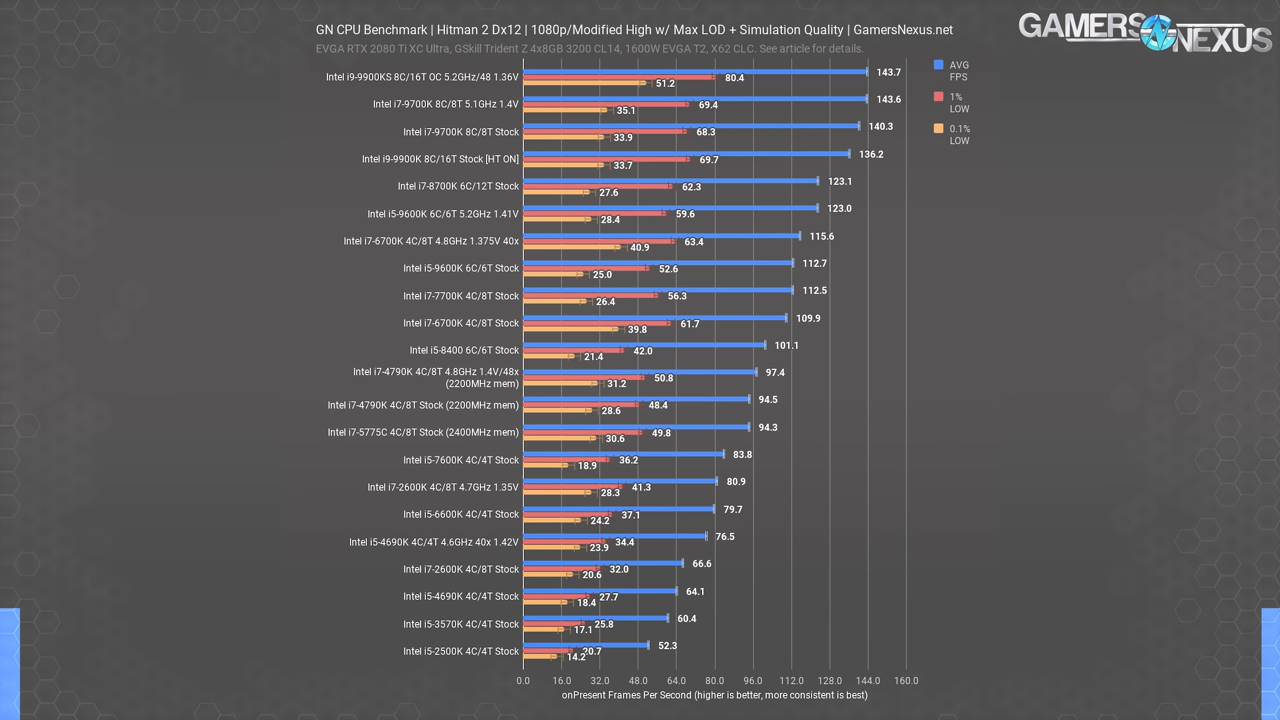 GN CPU Benchmark | Hitman 2 Dx12 | 1080p/Modified High w/ Max LOD + Simulation Quality | GamersNexus.net
EVGA RTX 2080 Ti XC Ultra, GSkill Trident Z 4x8GB 3200 CL14, 1600W EVGA T2, X62 CLC. See article for details.
GAMERS NEXUS
AVG
FPS
1%
LOW
0.1%
LOW
Intel i9-9900KS 8C/16T OC 5.2GHz/48 1.36V 143.7 80.4 51.2
Intel i7-9700K 8C/8T 5.1GHz 1.4V 143.6 69.4 35.1
Intel i7-9700K 8C/8T Stock 140.3 68.3 33.9
Intel i9-9900K 8C/16T Stock [HT ON] 136.2 69.7 33.7
Intel i7-8700K 6C/12T Stock 123.1 62.3 27.6
Intel i5-9600K 6C/6T 5.2GHz 1.41V 123.0 59.6 28.4
Intel i7-6700K 4C/8T 4.8GHz 1.375V 40x 115.6 63.4 40.9
Intel i5-9600K 6C/6T Stock 112.7 52.6 25.0
Intel i7-7700K 4C/8T Stock 112.5 56.3 26.4
Intel i7-6700K 4C/8T Stock 109.9 61.7 39.8
Intel i5-8400 6C/6T Stock 101.1 42.0 21.4
Intel i7-4790K 4C/8T 4.8GHz 1.4V/48x
(2200MHz mem) 97.4 50.8 31.2
Intel i7-4790K 4C/8T Stock (2200MHz mem) 94.5 48.4 28.6
Intel i7-5775C 4C/8T Stock (2400MHz mem) 94.3 49.8 30.6
Intel i5-7600K 4C/4T Stock 83.8 36.2 18.9
Intel i7-2600K 4C/8T 4.7GHz 1.35V 80.9 41.3 28.3
Intel i5-6600K 4C/4T Stock 79.7 37.1 24.2
Intel i5-4690K 4C/4T 4.6GHz 40x 1.42V 76.5 34.4 23.9
Intel i7-2600K 4C/8T Stock 66.6 32.0 20.6
Intel i5-4690K 4C/4T Stock 64.1 27.7 18.4
Intel i5-3570K 4C/4T Stock 60.4 25.8 17.1
Intel i5-2500K 4C/4T Stock 52.3 20.7 14.2
0.0 16.0 32.0 48.0 64.0 80.0 96.0 112.0 128.0 144.0 160.0
onPresent Frames Per Second (higher is better, more consistent is best)